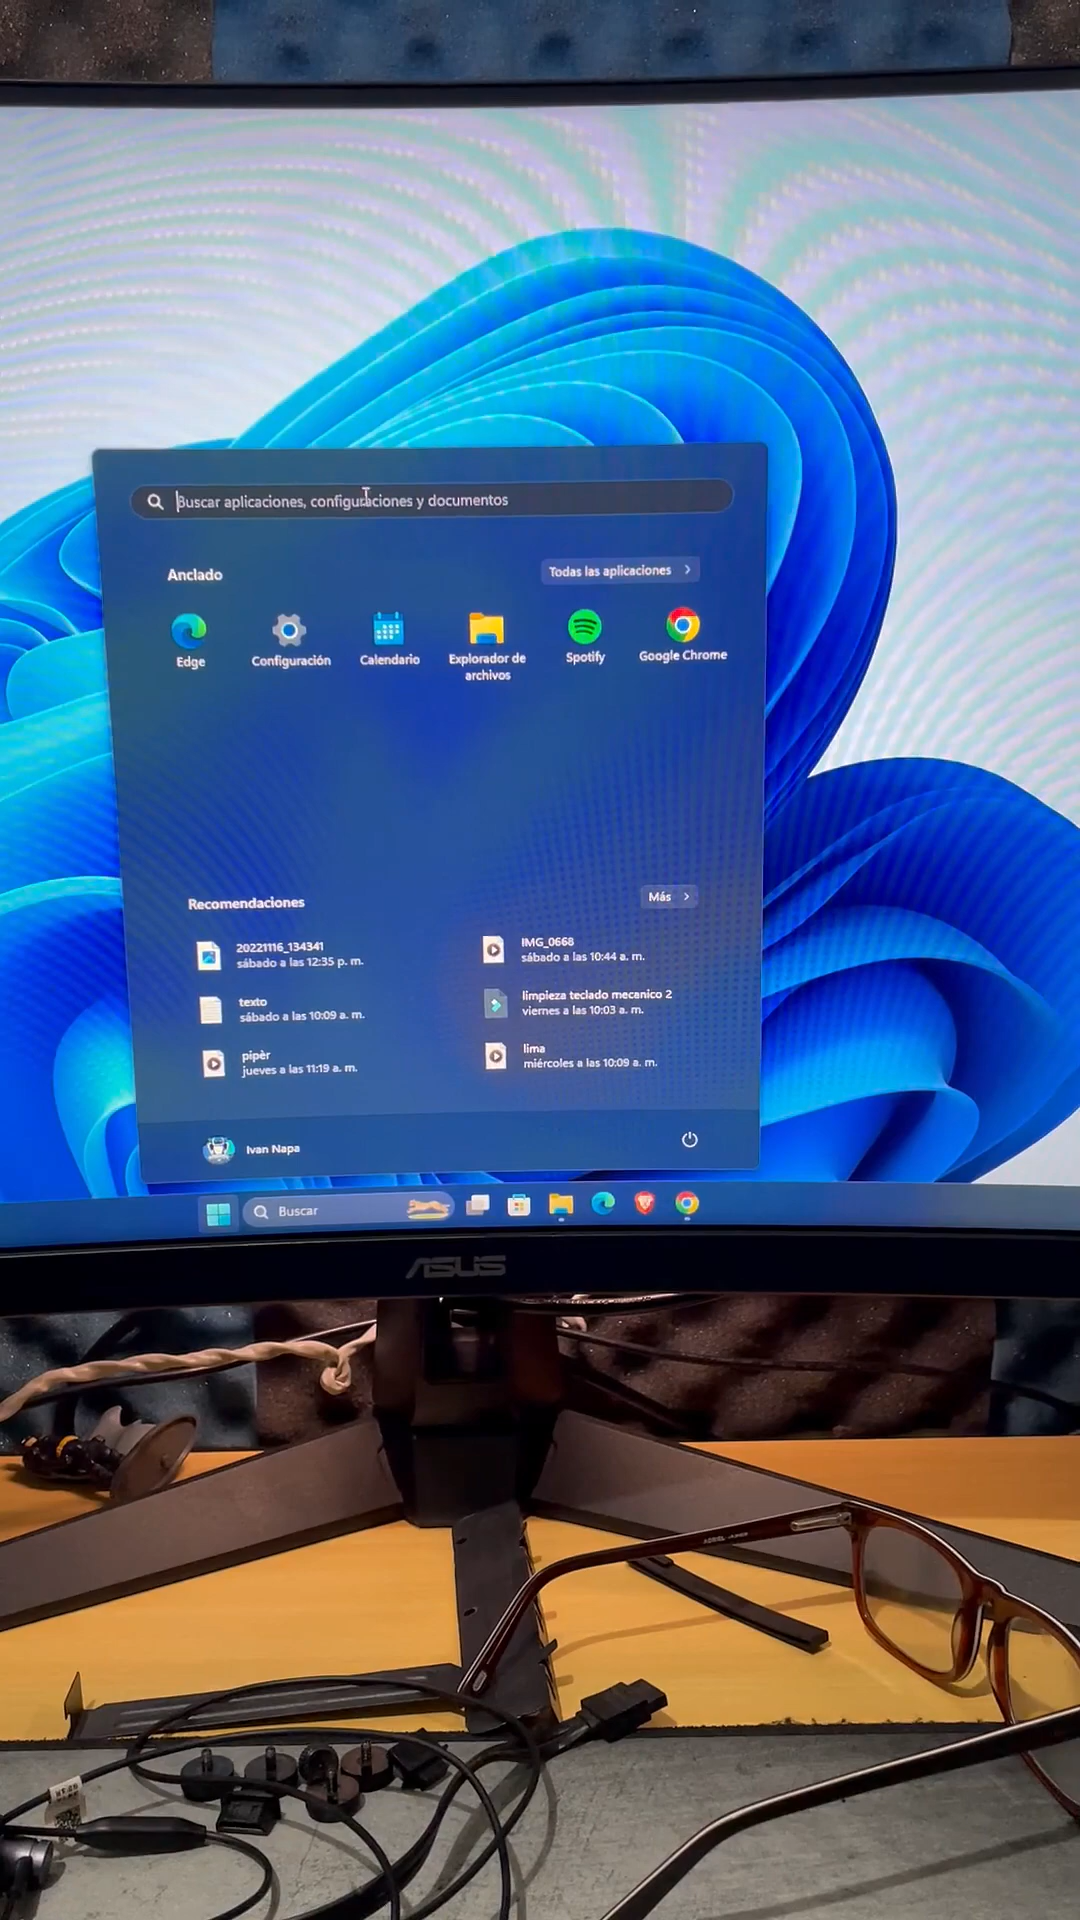 Buscar aplicaciones, configuraciones y documentos
Anclado
Todas las aplicaciones
Edge
Configuración
Calendario
Explorador de
archivos
Spotify
Google Chrome
Recomendaciones
Más
20221116_134341
sábado a las 12:35 p. m.
IMG_0668
sábado a las 10:44 a. m.
texto
sábado a las 10:09 a. m.
limpieza teclado mecanico 2
viernes a las 10:03 a. m.
pipèr
jueves a las 11:19 a. m.
lima
miércoles a las 10:09 a. m.
Ivan Napa
Buscar
ASUS